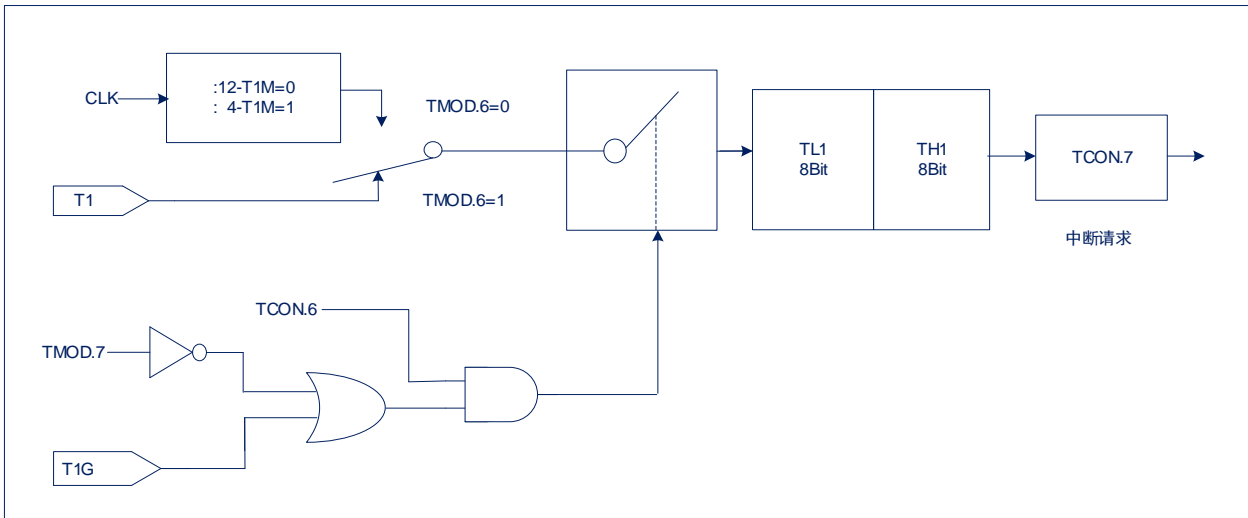 :12-T1M=0
: 4-T1M=1
CLK
TMOD.6=0
T1
TMOD.6=1
TL1
8Bit
TH1
8Bit
TCON.7
中断请求
TCON.6
TMOD.7
T1G